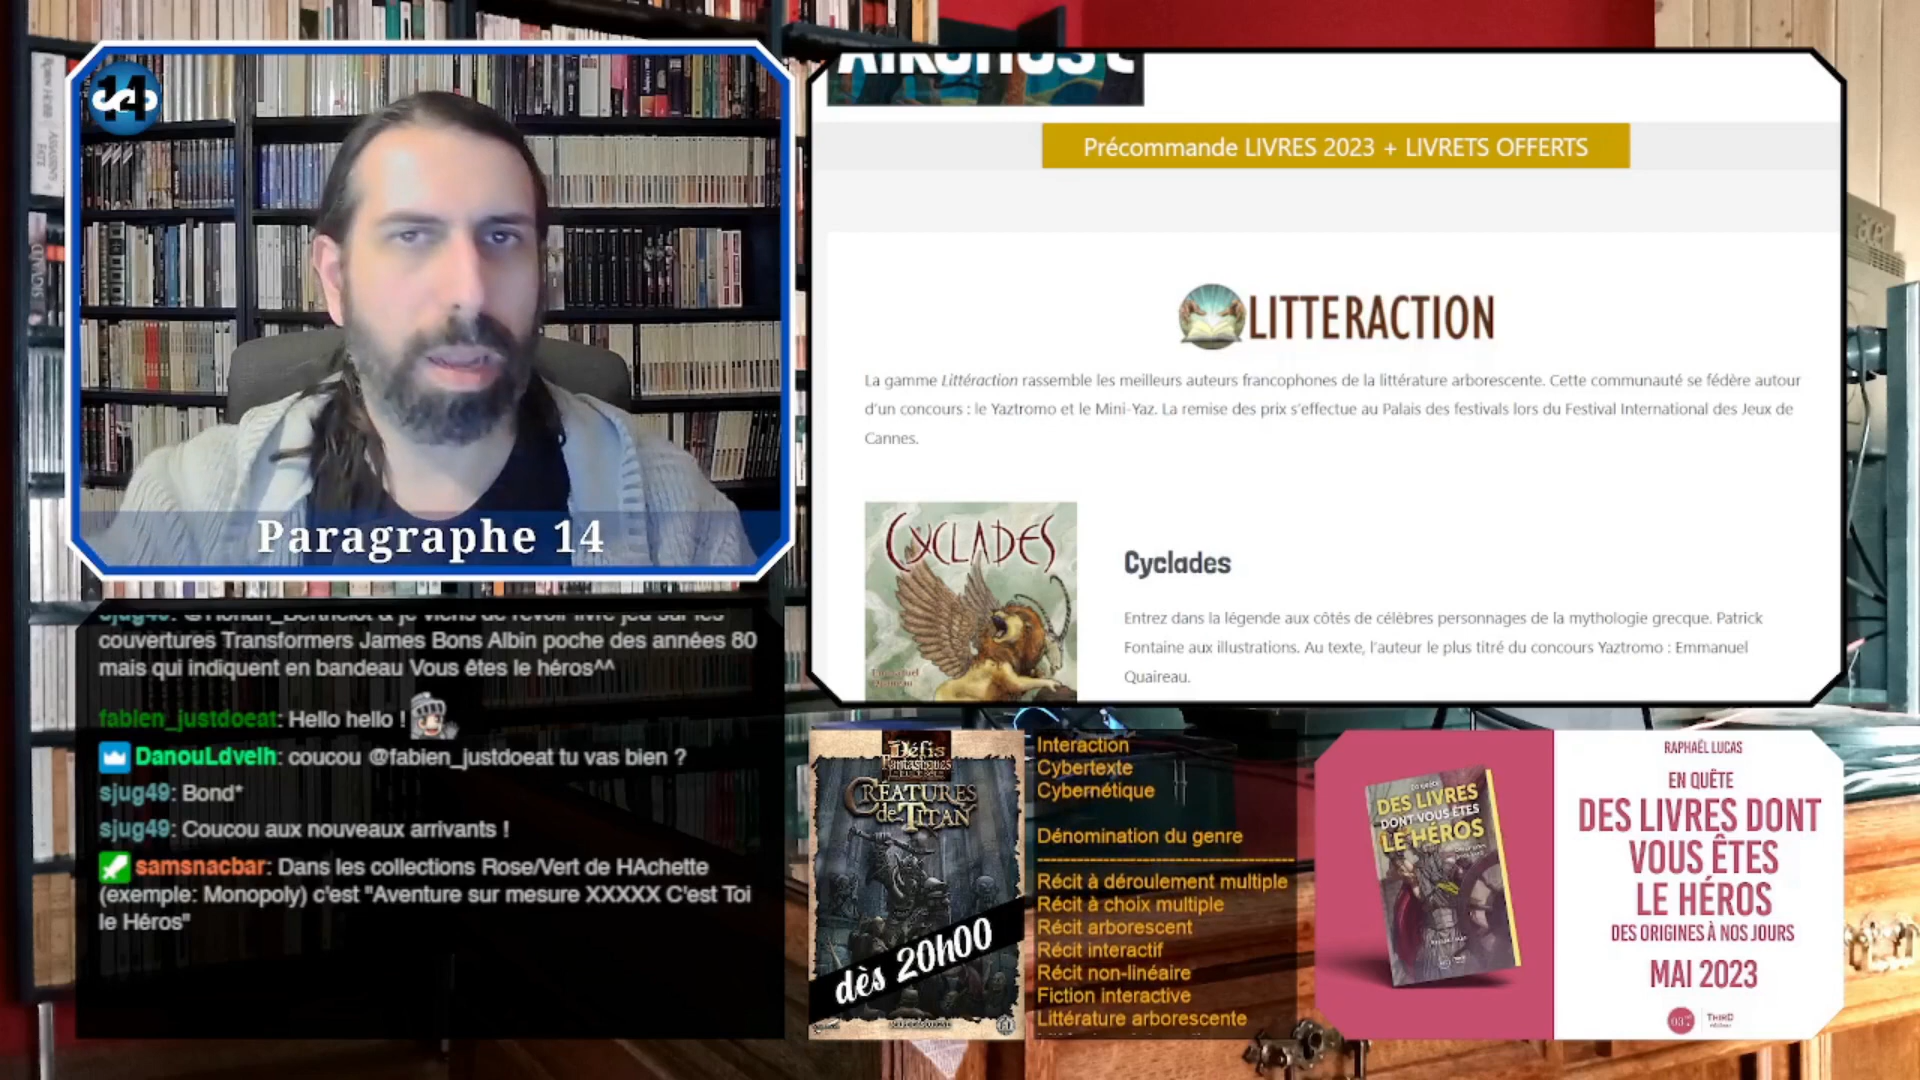 14
Paragraphe 14
Précommande LIVRES 2023 + LIVRETS OFFERTS
LITTERACTION
La gamme Littéraction rassemble les meilleurs auteurs francophones de la littérature arborescente. Cette communauté se fédère autour
d'un concours : le Yaztromo et le Mini-Yaz. La remise des prix s'effectue au Palais des festivals lors du Festival International des Jeux de
Cannes.
CYCLADES
Emmanuel
Quaireau
Cyclades
Entrez dans la légende aux côtés de célèbres personnages de la mythologie grecque. Patrick
Fontaine aux illustrations. Au texte, l'auteur le plus titré du concours Yaztromo : Emmanuel
Quaireau.
couvertures Transformers James Bons Albin poche des années 80
mais qui indiquent en bandeau Vous êtes le héros^^
fabien_justdoeat: Hello hello !
DanouLdvelh: coucou @fabien_justdoeat tu vas bien ?
sjug49: Bond*
sjug49: Coucou aux nouveaux arrivants !
samsnacbar: Dans les collections Rose/Vert de HAchette
(exemple: Monopoly) c'est "Aventure sur mesure XXXXX C'est Toi
le Héros"
Défis
Fantastiques
CRÉATURES
de TITAN
dès 20h00
Interaction
Cybertexte
Cybernétique
Dénomination du genre
Récit à déroulement multiple
Récit à choix multiple
Récit arborescent
Récit interactif
Récit non-linéaire
Fiction interactive
Littérature arborescente
DES LIVRES
DONT VOUS ÊTES
LE HÉROS
RAPHAËL LUCAS
EN QUÊTE
DES LIVRES DONT
VOUS ÊTES
LE HÉROS
DES ORIGINES À NOS JOURS
MAI 2023
THIRD
acer